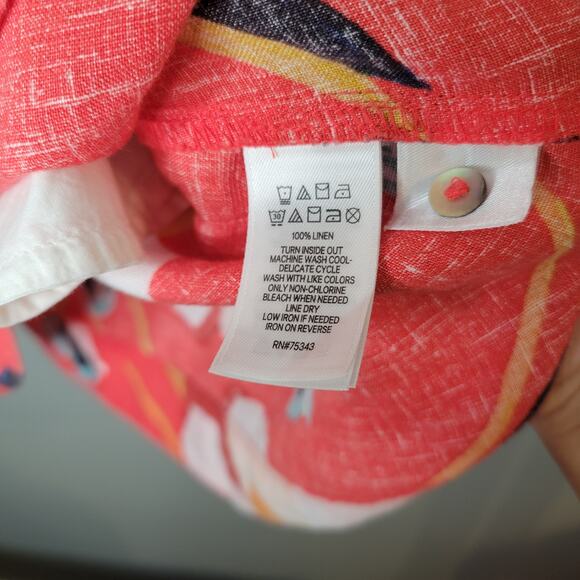 30
100% LINEN
TURN INSIDE OUT
MACHINE WASH COOL-
DELICATE CYCLE
WASH WITH LIKE COLORS
ONLY NON-CHLORINE
BLEACH WHEN NEEDED
LINE DRY
LOW IRON IF NEEDED
IRON ON REVERSE
RN#75343